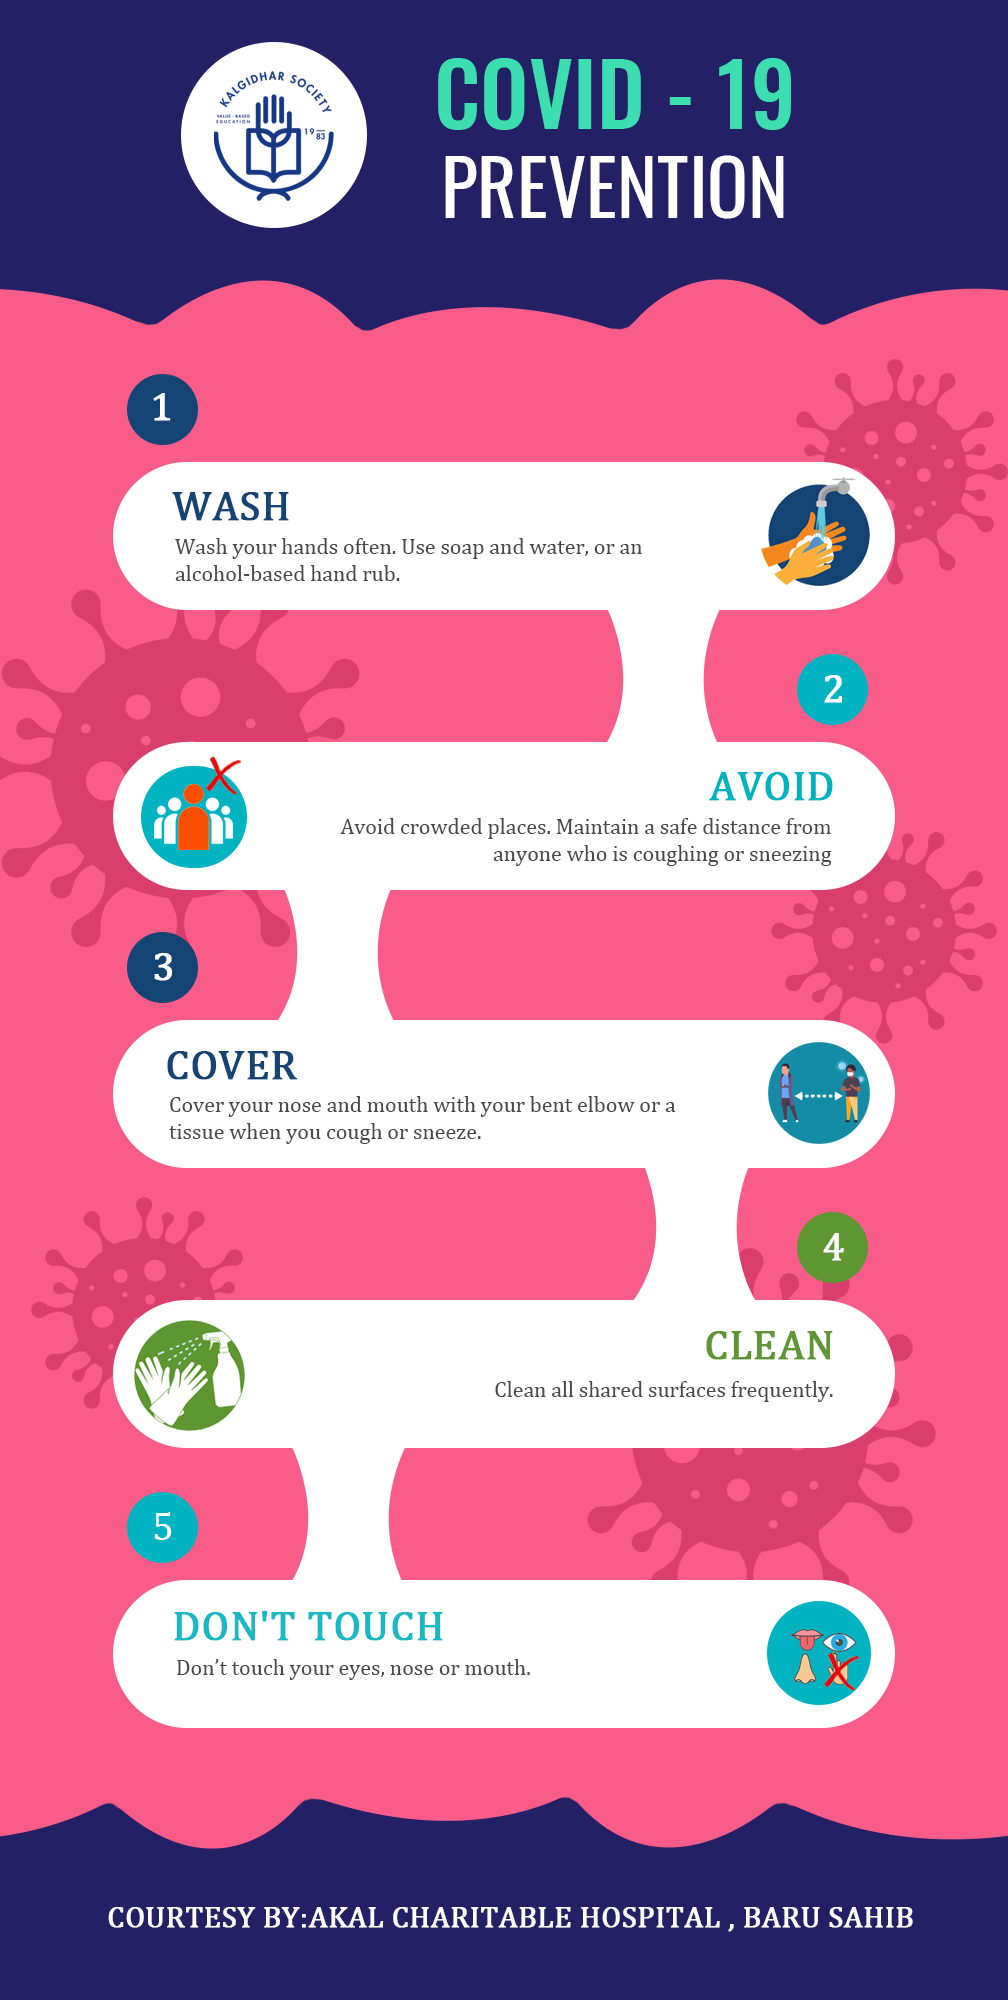 KALGIDHAR SOCIETY
VALUE - BASED
EDUCATION
19
83
COVID - 19
PREVENTION
1
WASH
Wash your hands often. Use soap and water, or an
alcohol-based hand rub.
2
AVOID
Avoid crowded places. Maintain a safe distance from
anyone who is coughing or sneezing
3
COVER
Cover your nose and mouth with your bent elbow or a
tissue when you cough or sneeze.
4
CLEAN
Clean all shared surfaces frequently.
5
DON'T TOUCH
Don’t touch your eyes, nose or mouth.
COURTESY BY:AKAL CHARITABLE HOSPITAL , BARU SAHIB